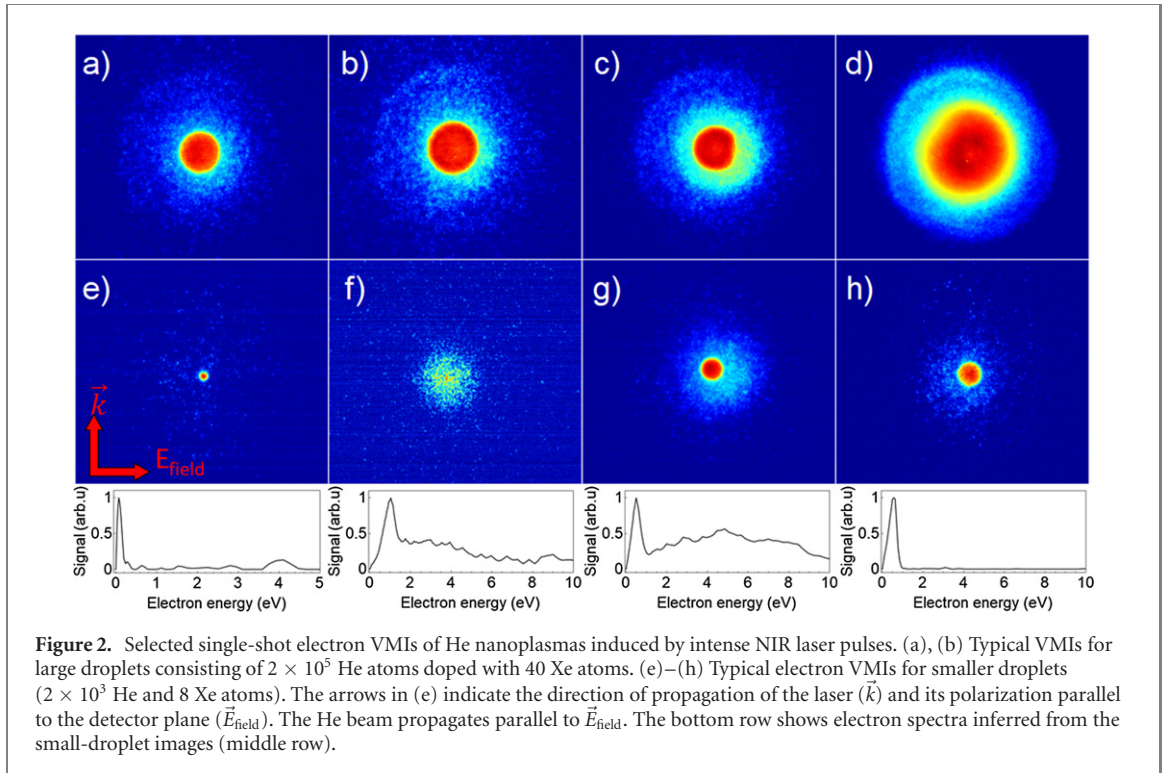 a) b) c) d)
e) f) g) h)
k⃗
E_field
Signal (arb.u) 1 0.5 0 Signal (arb.u) 1 0.5 0 Signal (arb.u) 1 0.5 0 Signal (arb.u) 1 0.5 0
0 1 2 3 4 5 0 2 4 6 8 10 0 2 4 6 8 10 0 2 4 6 8 10
Electron energy (eV) Electron energy (eV) Electron energy (eV) Electron energy (eV)
Figure 2. Selected single-shot electron VMIs of He nanoplasmas induced by intense NIR laser pulses. (a), (b) Typical VMIs for
large droplets consisting of 2 × 10⁵ He atoms doped with 40 Xe atoms. (e)–(h) Typical electron VMIs for smaller droplets
(2 × 10³ He and 8 Xe atoms). The arrows in (e) indicate the direction of propagation of the laser (k⃗) and its polarization parallel
to the detector plane (E⃗_field). The He beam propagates parallel to E⃗_field. The bottom row shows electron spectra inferred from the
small-droplet images (middle row).